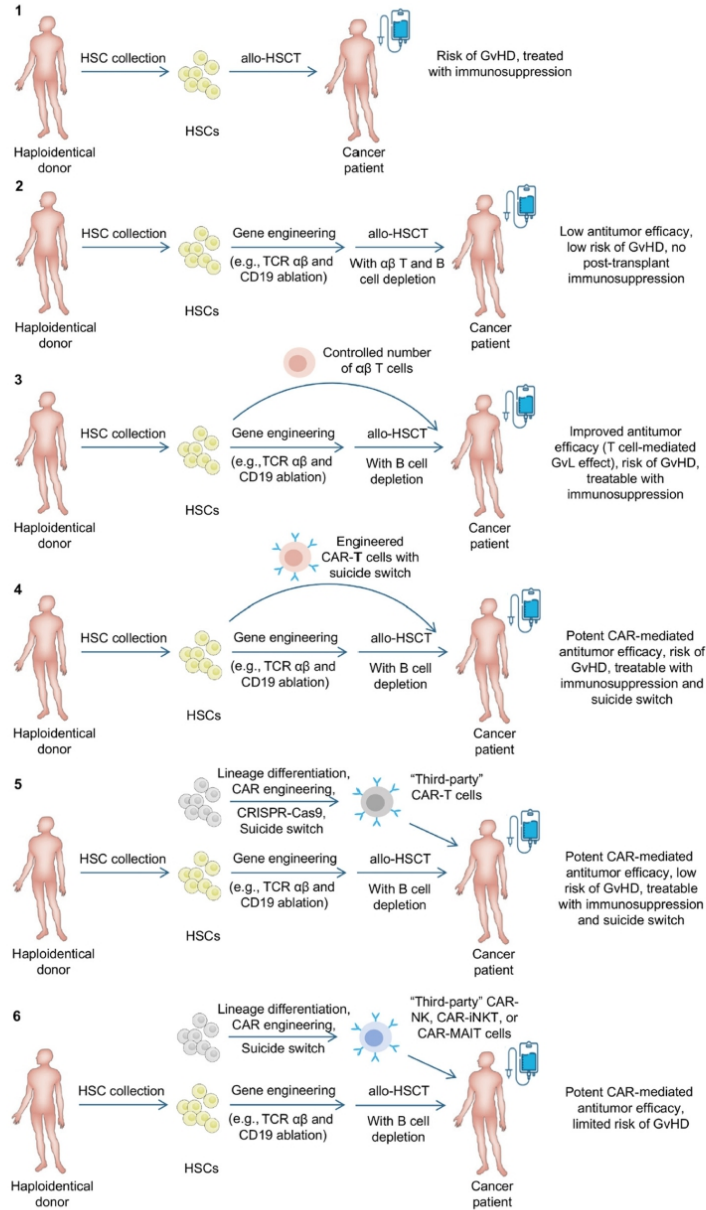 1
HSC collection
allo-HSCT
HSCs
Haploidentical
donor
Cancer
patient
Risk of GvHD, treated
with immunosuppression
2
HSC collection
Gene engineering
(e.g., TCR αβ and
CD19 ablation)
allo-HSCT
With αβ T and B
cell depletion
HSCs
Haploidentical
donor
Cancer
patient
Low antitumor efficacy,
low risk of GvHD, no
post-transplant
immunosuppression
3
Controlled number
of αβ T cells
HSC collection
Gene engineering
(e.g.,TCR αβ and
CD19 ablation)
allo-HSCT
With B cell
depletion
HSCs
Haploidentical
donor
Cancer
patient
Improved antitumor
efficacy (T cell-mediated
GvL effect), risk of GvHD,
treatable with
immunosuppression
4
Engineered
CAR-T cells with
suicide switch
HSC collection
Gene engineering
(e.g., TCR αβ and
CD19 ablation)
allo-HSCT
With B cell
depletion
HSCs
Haploidentical
donor
Cancer
patient
Potent CAR-mediated
antitumor efficacy, risk of
GvHD, treatable with
immunosuppression and
suicide switch
5
Lineage differentiation,
CAR engineering,
CRISPR-Cas9,
Suicide switch
“Third-party”
CAR-T cells
HSC collection
Gene engineering
(e.g., TCR αβ and
CD19 ablation)
allo-HSCT
With B cell
depletion
HSCs
Haploidentical
donor
Cancer
patient
Potent CAR-mediated
antitumor efficacy, low
risk of GvHD, treatable
with immunosuppression
and suicide switch
6
Lineage differentiation,
CAR engineering,
Suicide switch
“Third-party” CAR-
NK, CAR-iNKT, or
CAR-MAIT cells
HSC collection
Gene engineering
(e.g., TCR αβ and
CD19 ablation)
allo-HSCT
With B cell
depletion
HSCs
Haploidentical
donor
Cancer
patient
Potent CAR-mediated
antitumor efficacy,
limited risk of GvHD